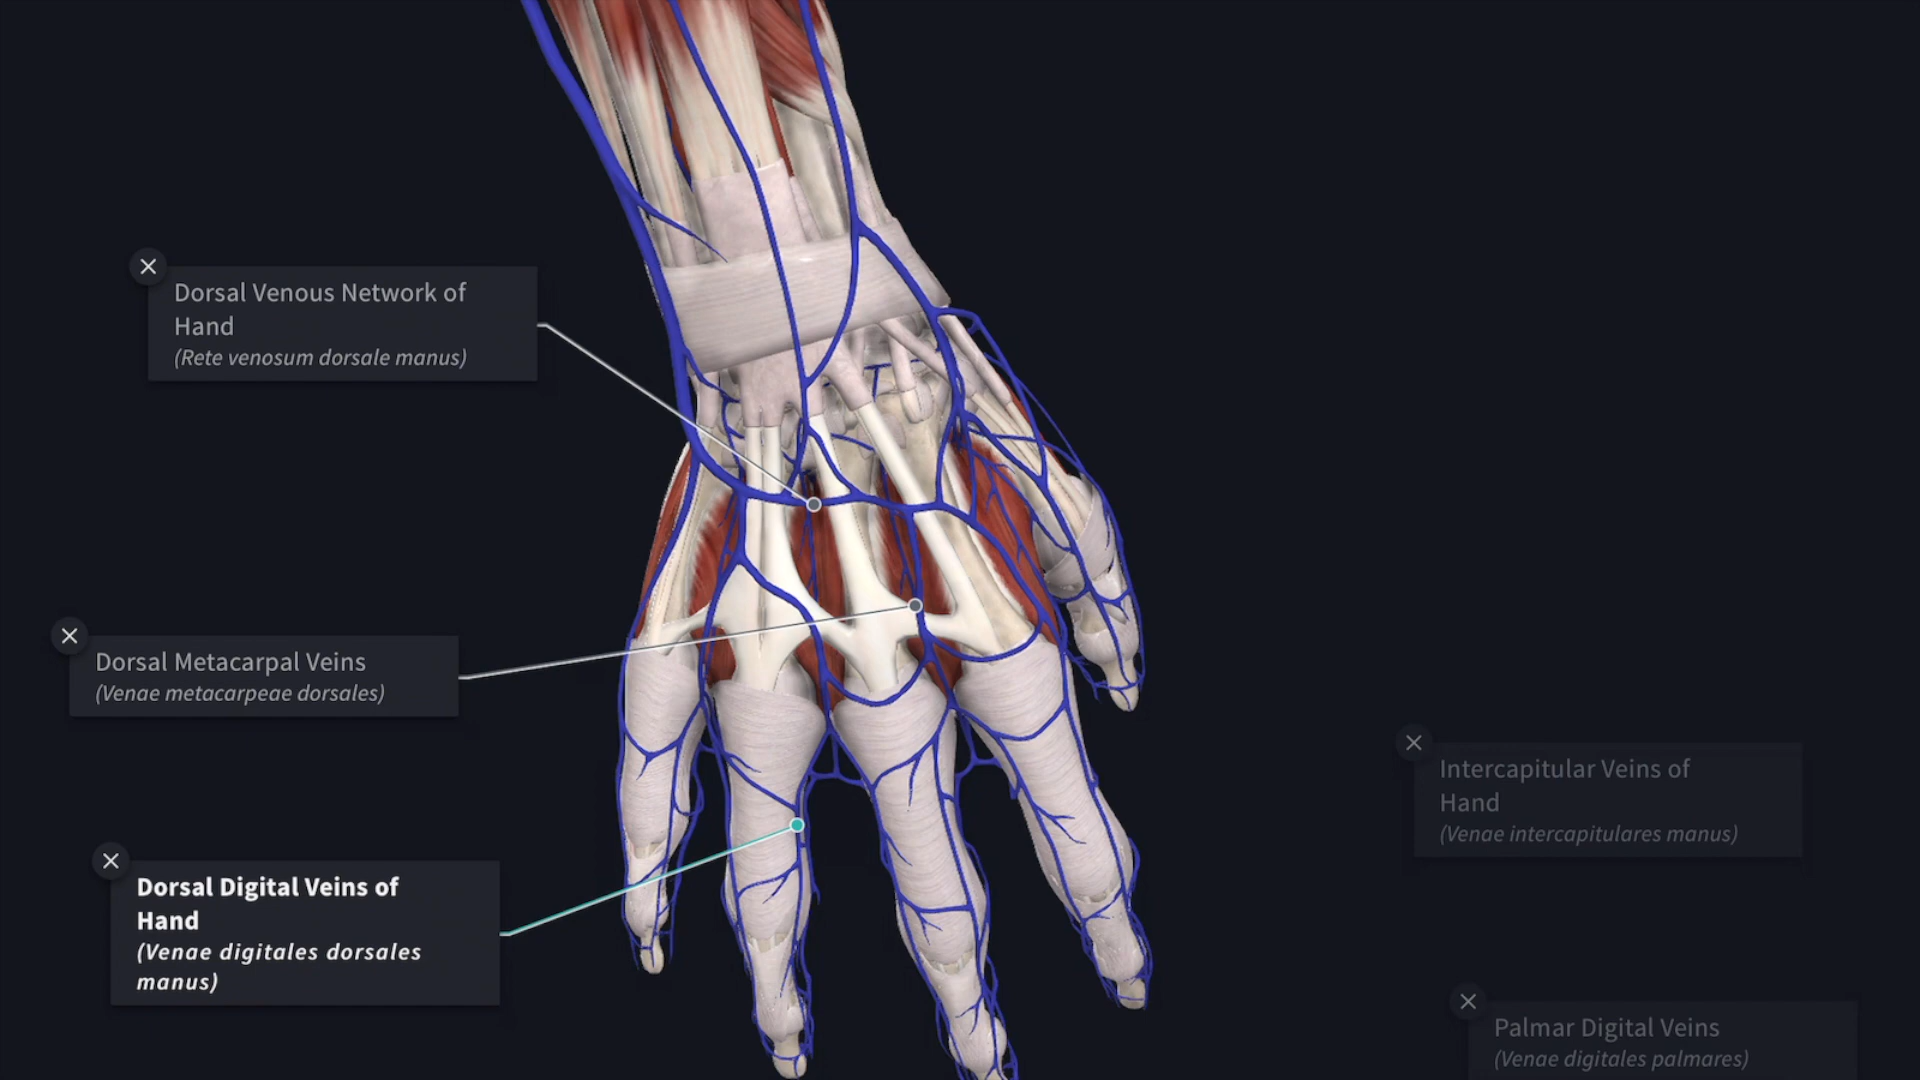 Dorsal Venous Network of
Hand
(Rete venosum dorsale manus)
Dorsal Metacarpal Veins
(Venae metacarpeae dorsales)
Intercapitular Veins of
Hand
(Venae intercapitulares manus)
Dorsal Digital Veins of
Hand
(Venae digitales dorsales
manus)
Palmar Digital Veins
(Venae digitales palmares)